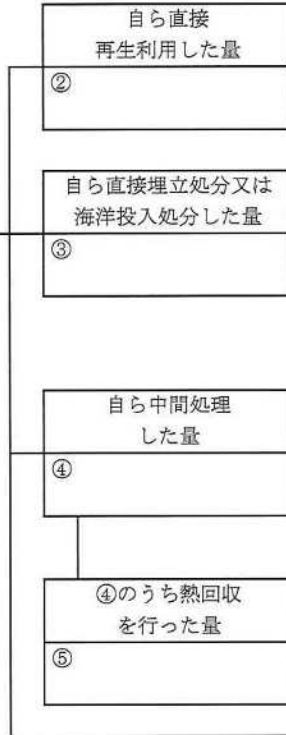 自ら直接
再生利用した量
②
自ら直接埋立処分又は
海洋投入処分した量
③
自ら中間処理
した量
④
④のうち熱回収
を行った量
⑤